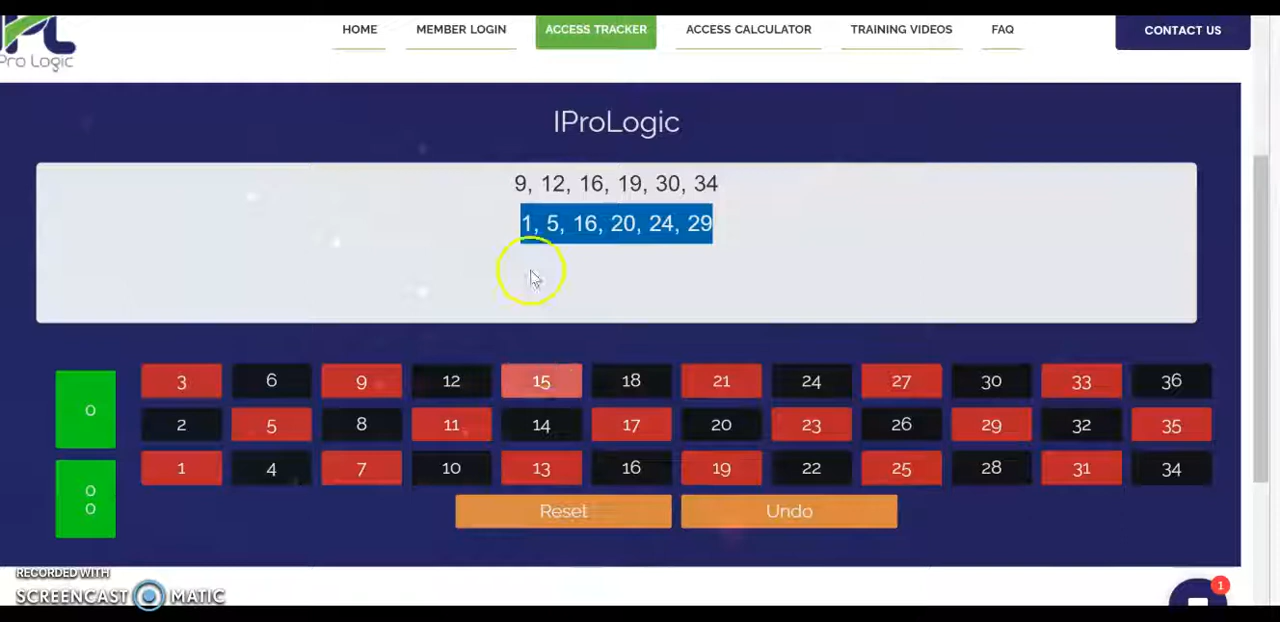 HOME MEMBER LOGIN ACCESS TRACKER ACCESS CALCULATOR TRAINING VIDEOS FAQ CONTACT US
Pro Logic
IProLogic
9, 12, 16, 19, 30, 34
1, 5, 16, 20, 24, 29
3 6 9 12 15 18 21 24 27 30 33 36
0
2 5 8 11 14 17 20 23 26 29 32 35
1 4 7 10 13 16 19 22 25 28 31 34
0
0
Reset Undo
RECORDED WITH
SCREENCAST MATIC
1